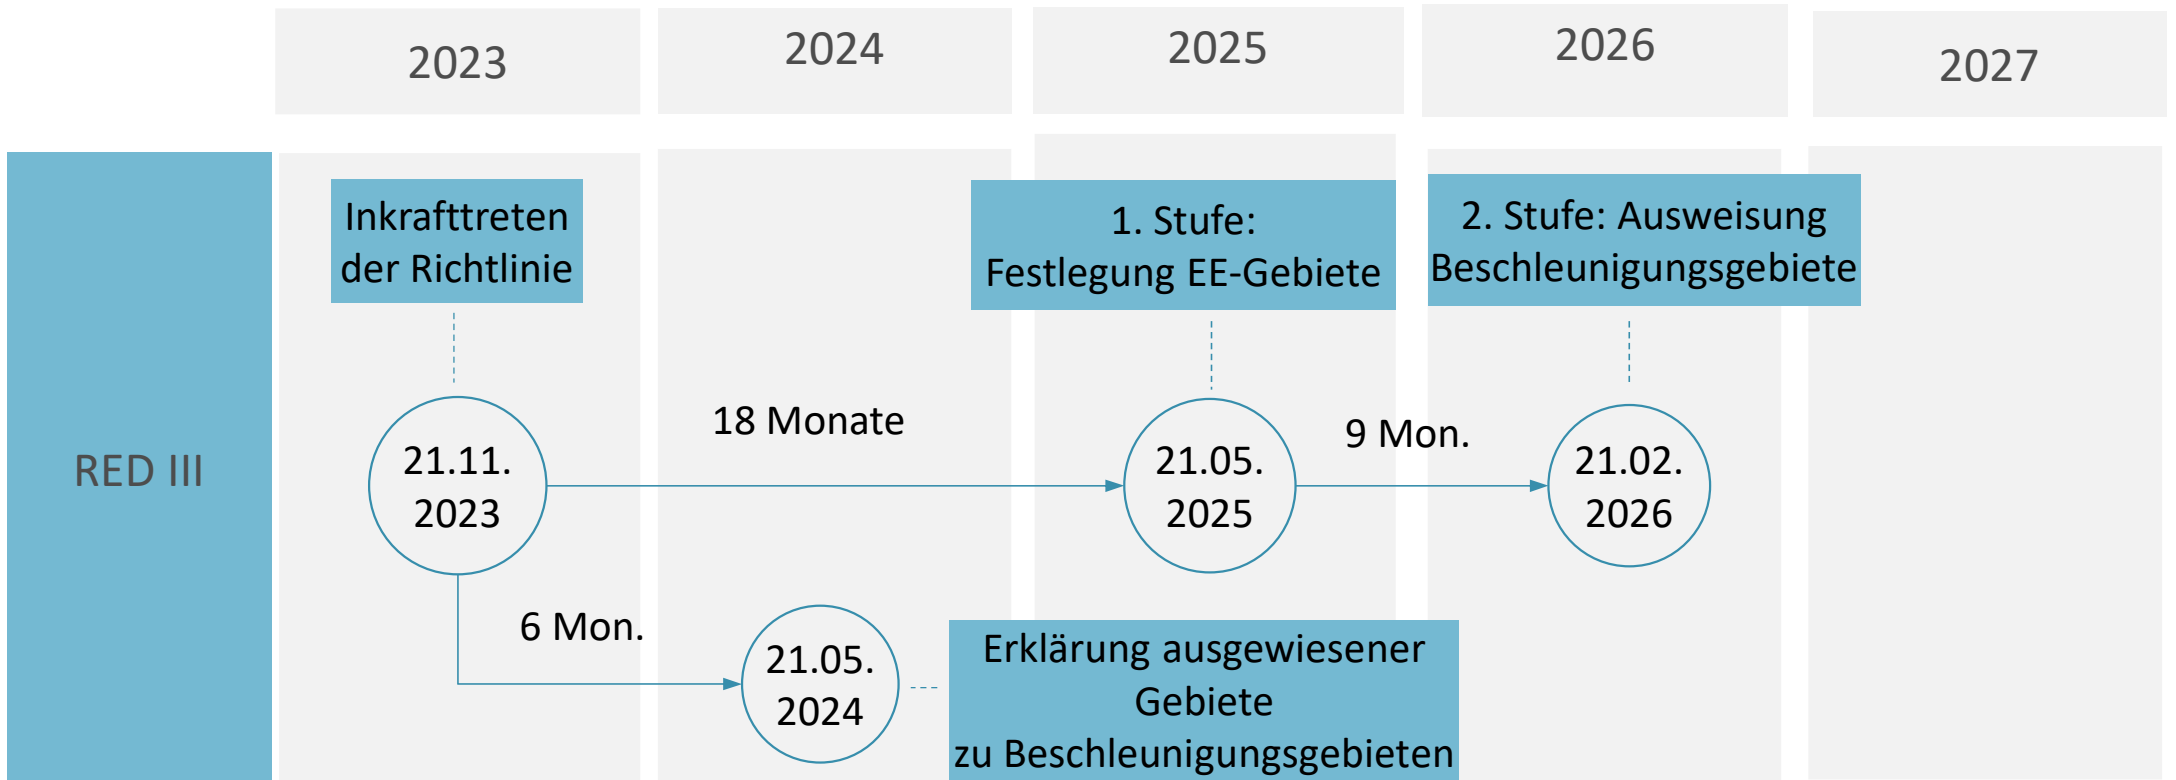 2023
2024
2025
2026
2027
RED III
Inkrafttreten
der Richtlinie
1. Stufe:
Festlegung EE-Gebiete
2. Stufe: Ausweisung
Beschleunigungsgebiete
21.11.
2023
18 Monate
21.05.
2025
9 Mon.
21.02.
2026
6 Mon.
21.05.
2024
Erklärung ausgewiesener
Gebiete
zu Beschleunigungsgebieten